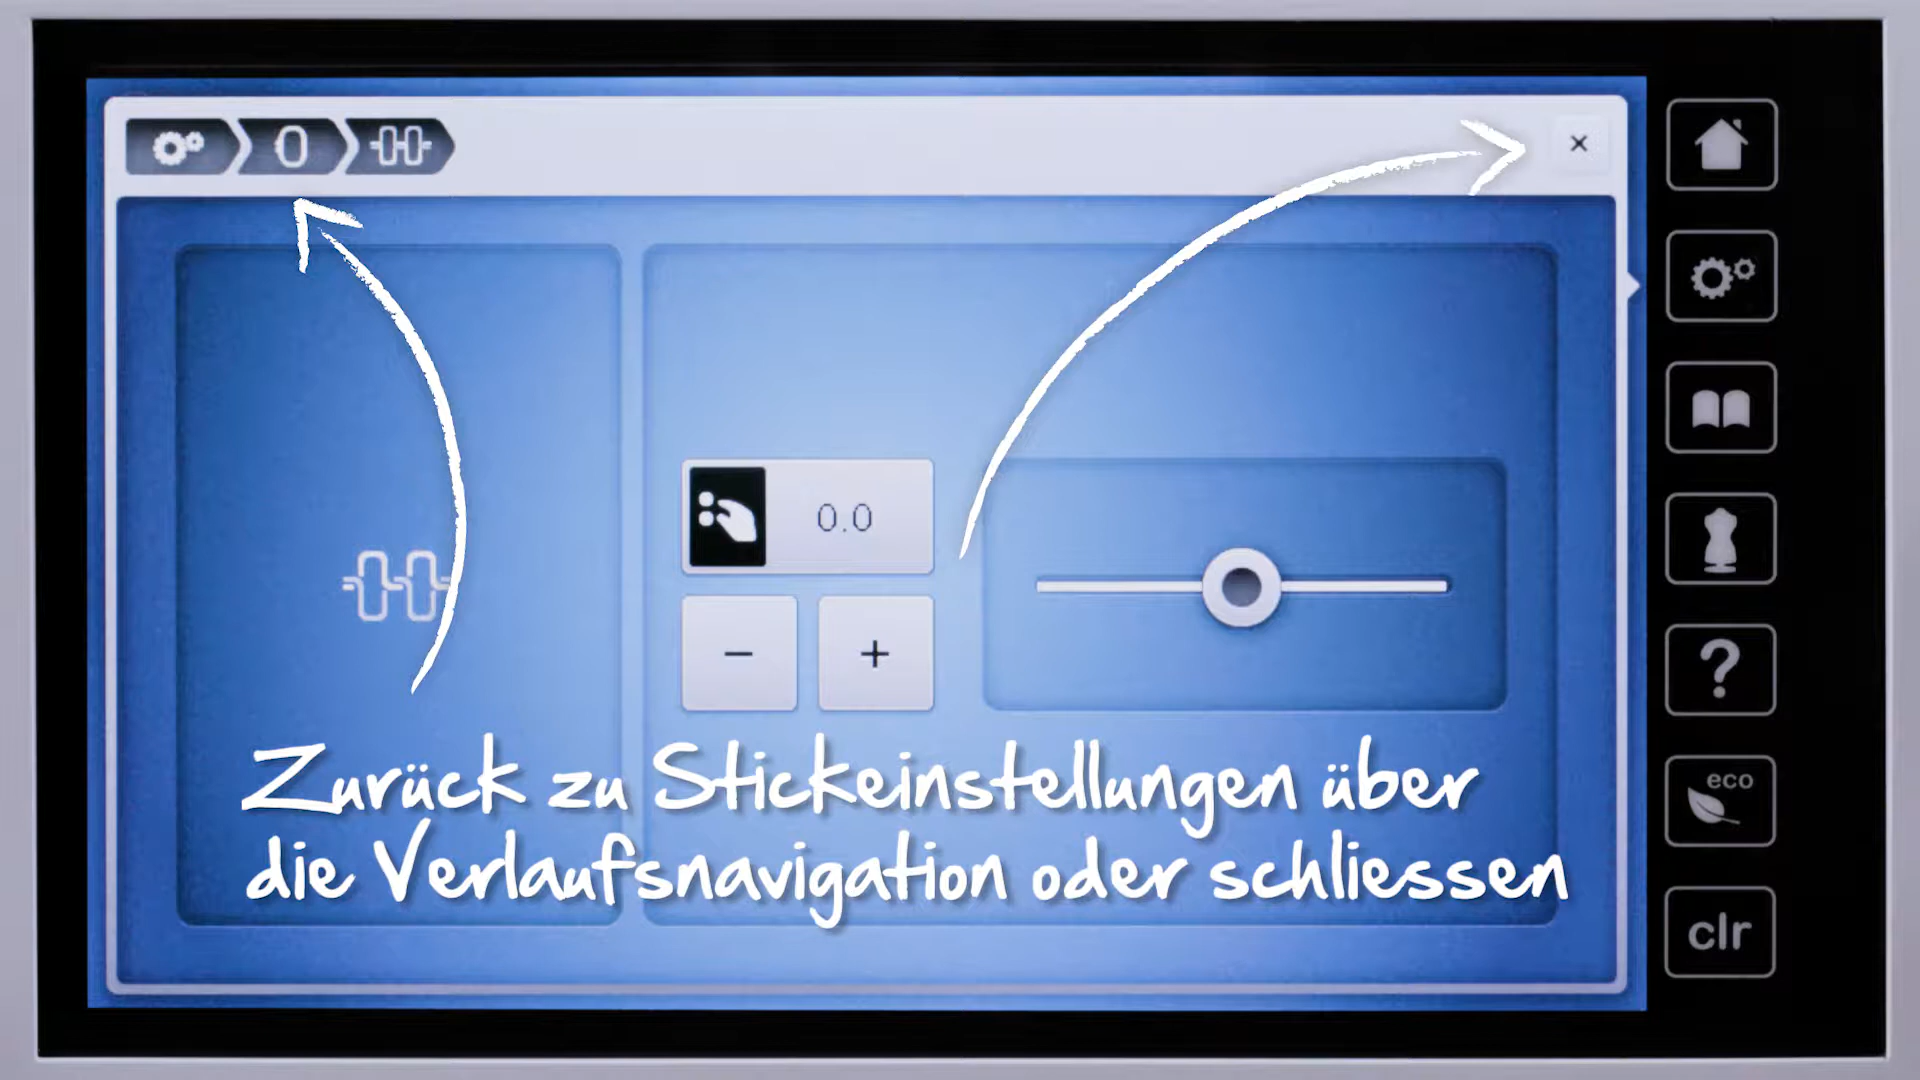 ×
0.0
− +
Zurück zu Stickeinstellungen über
die Verlaufsnavigation oder schliessen
?
eco
clr